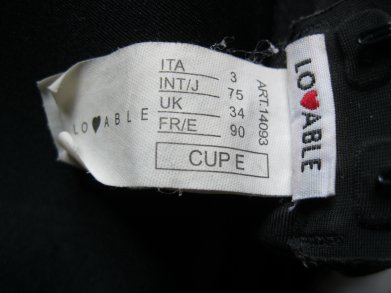 LO♥ABLE
ITA 3
INT/J 75
UK 34
FR/E 90
CUP E
ART.14093
LO♥ABLE